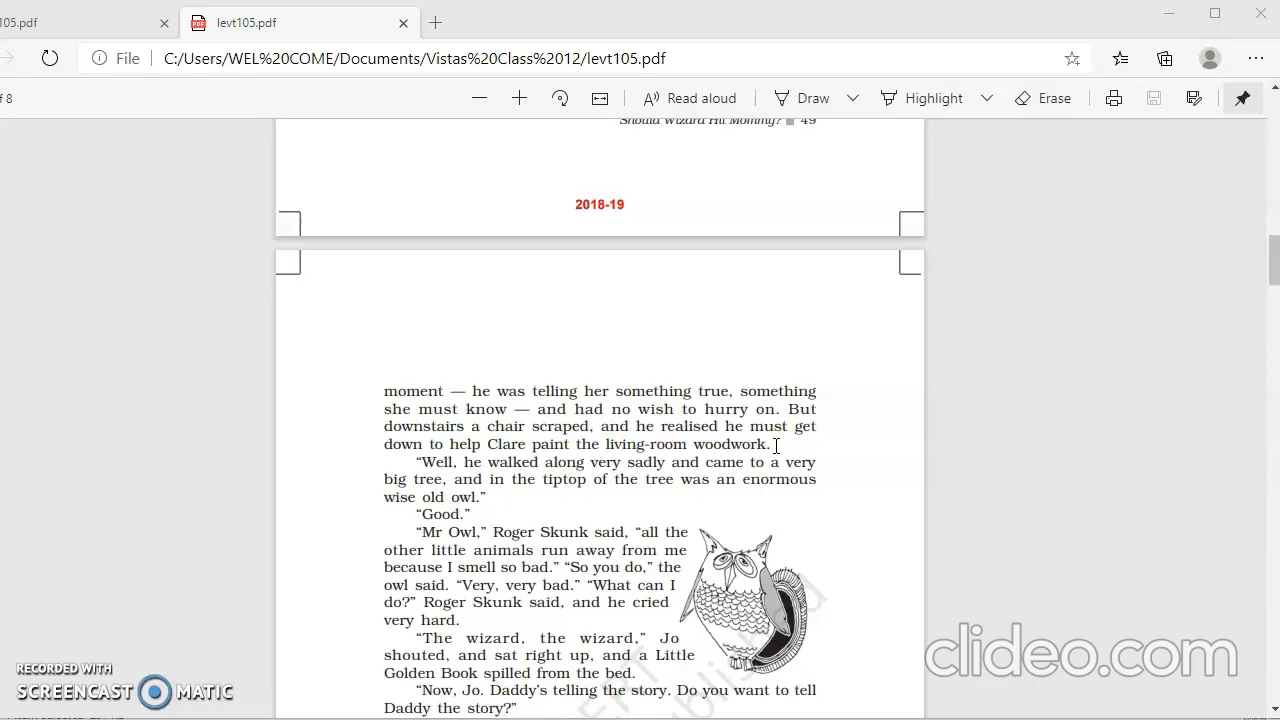 105.pdf
levt105.pdf
File
C:/Users/WEL%20COME/Documents/Vistas%20Class%2012/levt105.pdf
f 8
Read aloud
Draw
Highlight
Erase
Should Wizard Hit Mommy? 49
2018-19
moment — he was telling her something true, something
she must know — and had no wish to hurry on. But
downstairs a chair scraped, and he realised he must get
down to help Clare paint the living-room woodwork.
“Well, he walked along very sadly and came to a very
big tree, and in the tiptop of the tree was an enormous
wise old owl.”
“Good.”
“Mr Owl,” Roger Skunk said, “all the
other little animals run away from me
because I smell so bad.” “So you do,” the
owl said. “Very, very bad.” “What can I
do?” Roger Skunk said, and he cried
very hard.
“The wizard, the wizard,” Jo
shouted, and sat right up, and a Little
Golden Book spilled from the bed.
“Now, Jo. Daddy’s telling the story. Do you want to tell
Daddy the story?”
clideo.com
RECORDED WITH
SCREENCAST MATIC